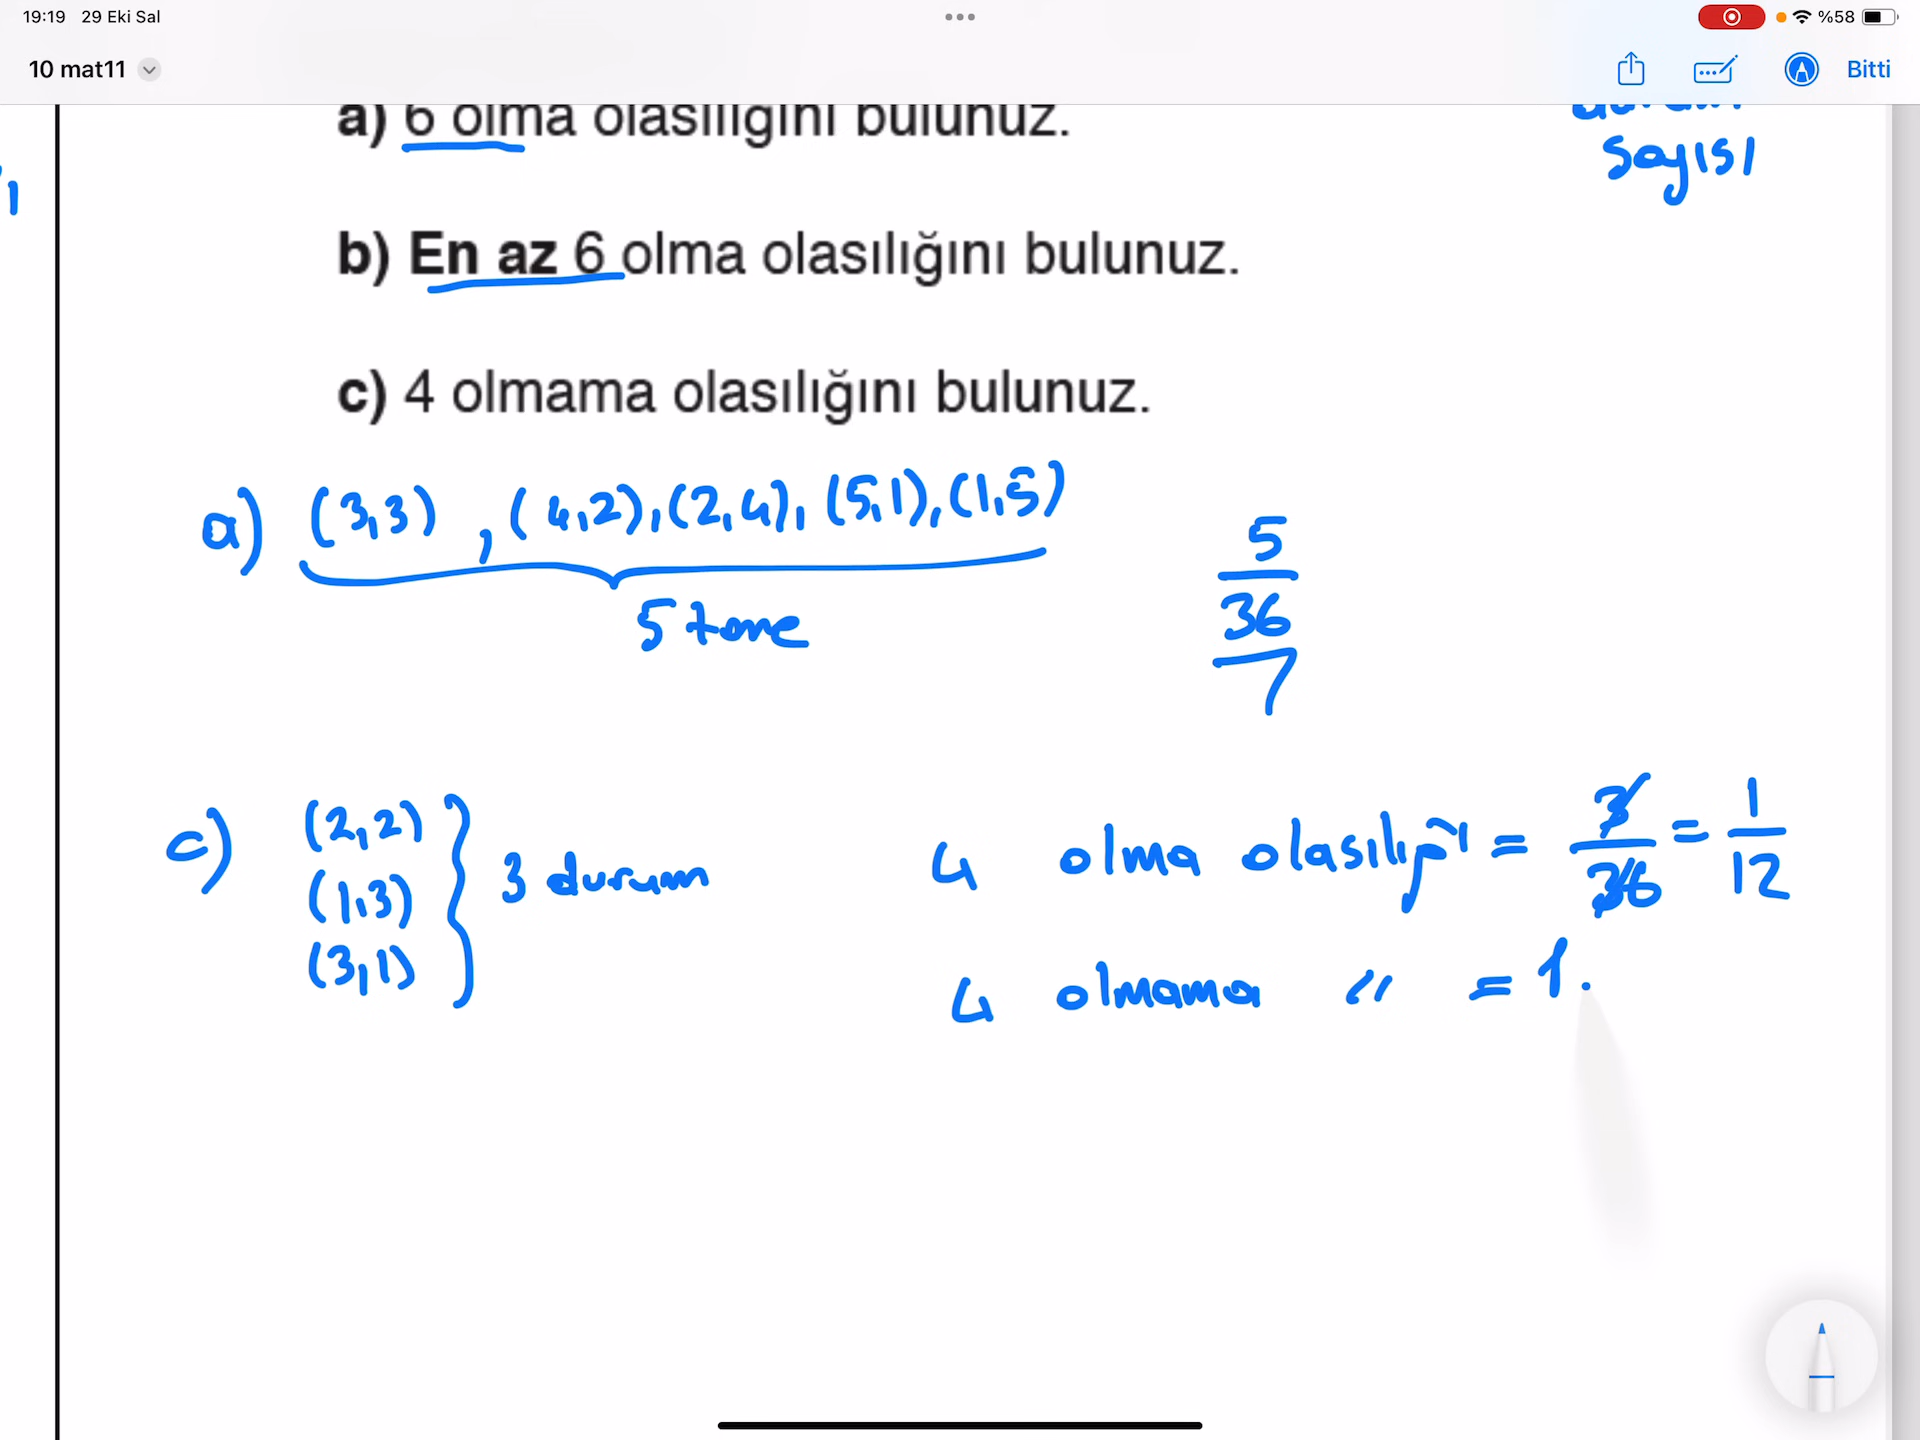 19:19 29 Eki Sal
%58
10 mat11
Bitti
a) 6 olma olasılığını bulunuz.
sayısı
b) En az 6 olma olasılığını bulunuz.
c) 4 olmama olasılığını bulunuz.
a) (3,3) , (4,2), (2,4), (5,1), (1,5)
5 tane
5
36
c) (2,2)
(1,3)
(3,1)
3 durum
4 olma olasılığı = 3/36 = 1/12
4 olmama " = 1.